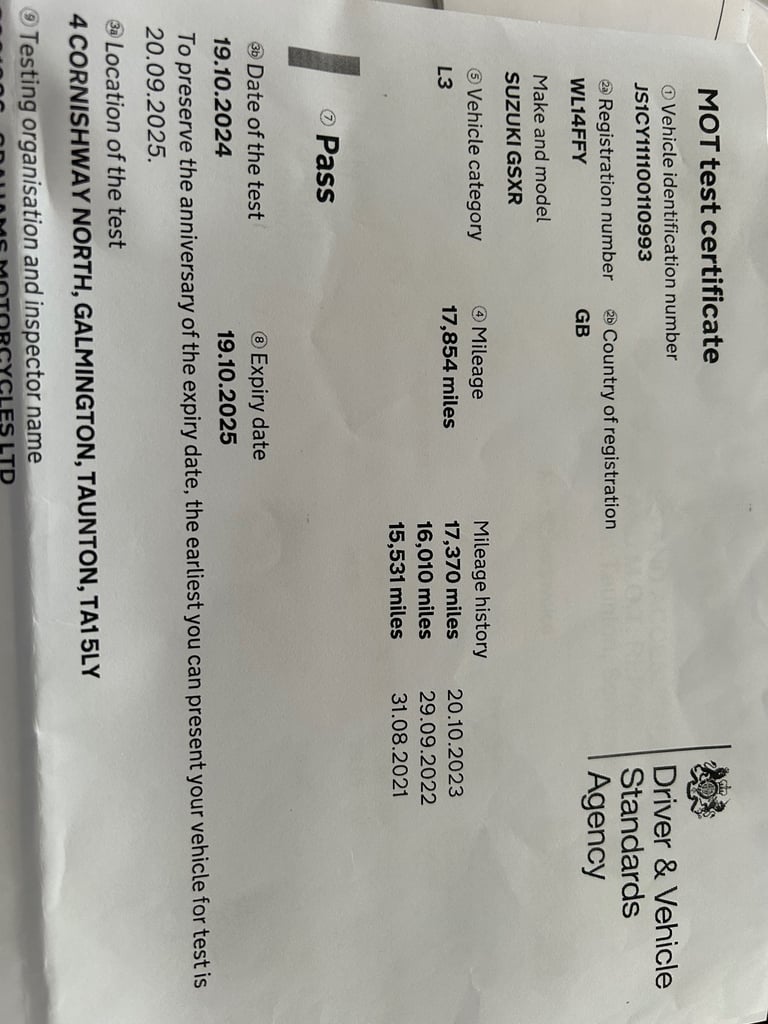 MOT test certificate
Driver & Vehicle
Standards
Agency
1 Vehicle identification number
JS1CY111100110993
2a Registration number 2b Country of registration
WL14FFY GB
Make and model
SUZUKI GSXR
5 Vehicle category 4 Mileage Mileage history
L3 17,854 miles 17,370 miles 20.10.2023
16,010 miles 29.09.2022
15,531 miles 31.08.2021
7 Pass
3b Date of the test 8 Expiry date
19.10.2024 19.10.2025
To preserve the anniversary of the expiry date, the earliest you can present your vehicle for test is
20.09.2025.
3a Location of the test
4 CORNISHWAY NORTH, GALMINGTON, TAUNTON, TA1 5LY
9 Testing organisation and inspector name
GRAHAMS MOTORCYCLES LTD